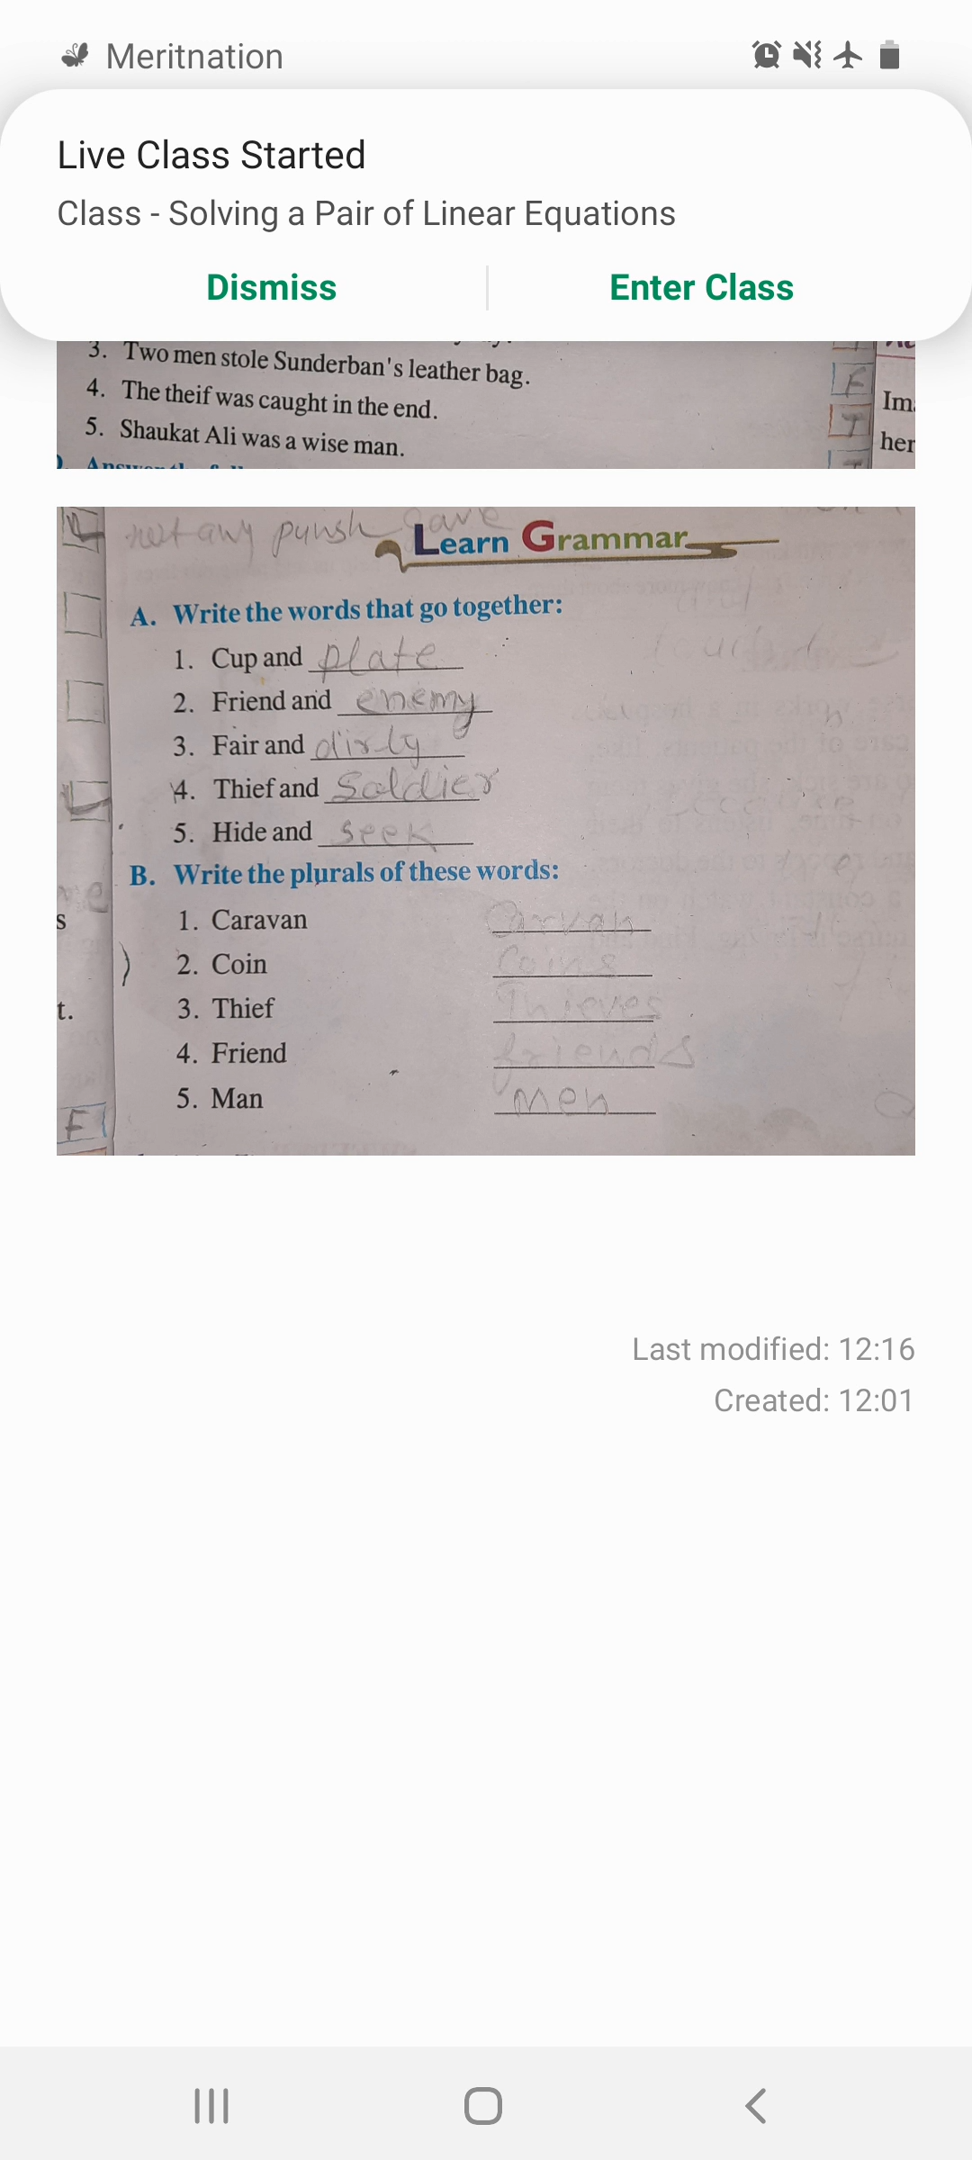 Meritnation
Live Class Started
Class - Solving a Pair of Linear Equations
Dismiss Enter Class
3. Two men stole Sunderban's leather bag.
4. The theif was caught in the end.
5. Shaukat Ali was a wise man.
F
T
Im
her
not any punsh gave
Learn Grammar
A. Write the words that go together:
1. Cup and plate
2. Friend and enemy
3. Fair and dirty
4. Thief and Soldier
5. Hide and seek
B. Write the plurals of these words:
s
1. Caravan
2. Coin Coins
t.
3. Thief Thieves
4. Friend friends
5. Man Men
F
Last modified: 12:16
Created: 12:01